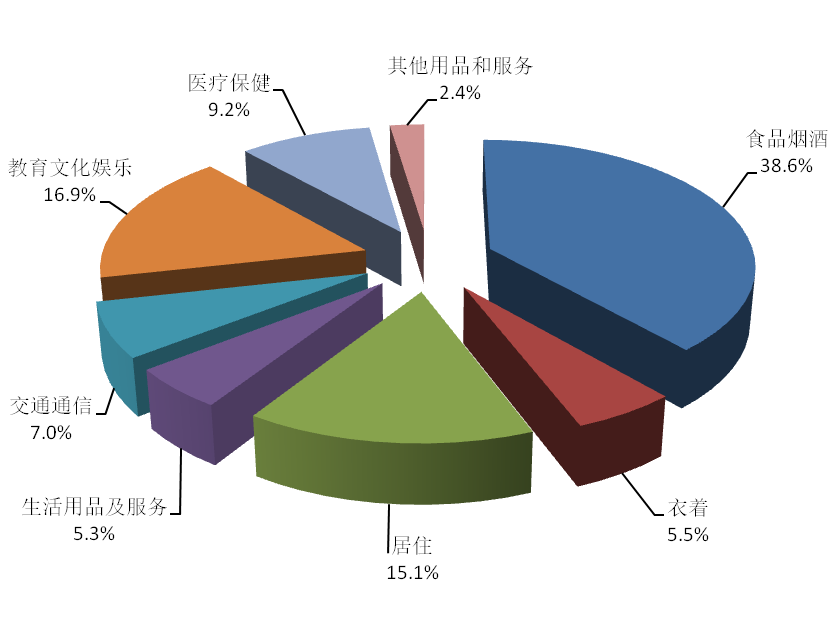 其他用品和服务
2.4%
医疗保健
9.2%
食品烟酒
38.6%
教育文化娱乐
16.9%
交通通信
7.0%
生活用品及服务
5.3%
衣着
5.5%
居住
15.1%